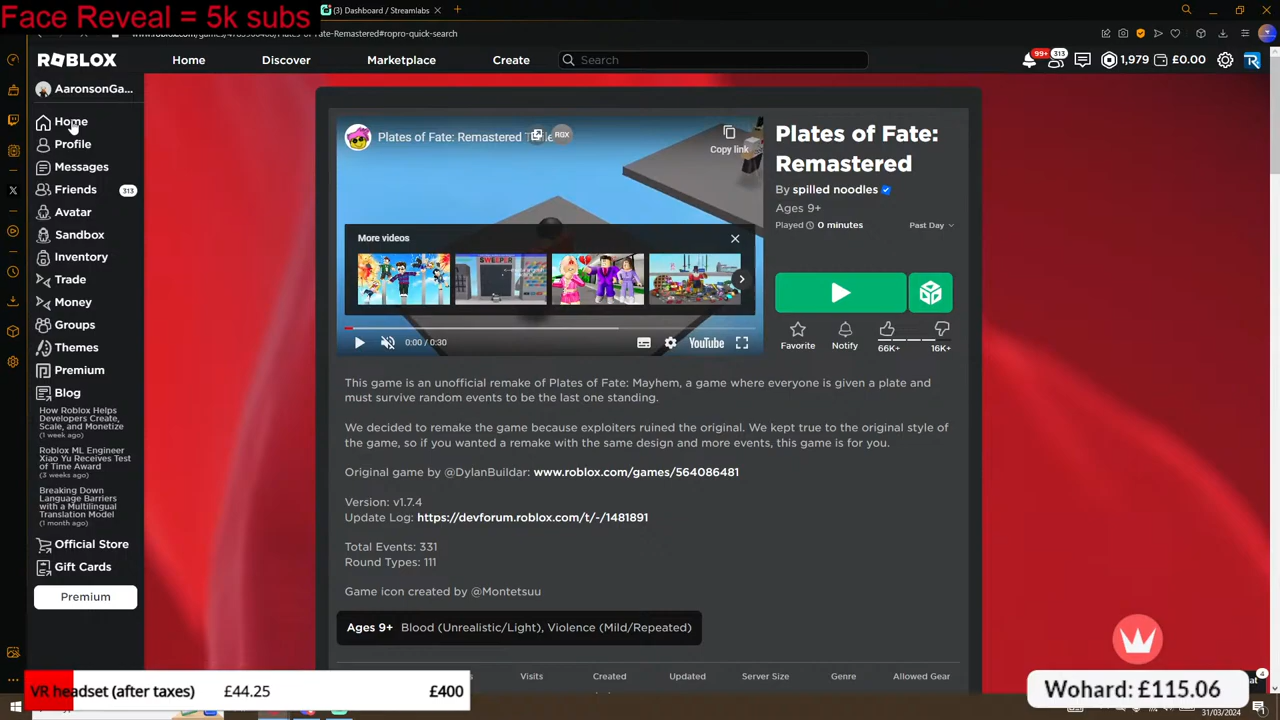 Face Reveal = 5k subs
(3) Dashboard / Streamlabs
ROBLOX
Home
Discover
Marketplace
Create
Search
99+
313
1,979
£0.00
AaronsonGa...
Home
Profile
Messages
Friends
313
Avatar
Sandbox
Inventory
Trade
Money
Groups
Themes
Premium
Blog
How Roblox Helps
Developers Create,
Scale, and Monetize
(1 week ago)
Roblox ML Engineer
Xiao Yu Receives Test
of Time Award
(3 weeks ago)
Breaking Down
Language Barriers
with a Multilingual
Translation Model
(1 month ago)
Official Store
Gift Cards
Premium
Plates of Fate: Remastered
RGX
Copy link
More videos
SWEEPER
0:00 / 0:30
YouTube
Plates of Fate:
Remastered
By spilled noodles
Ages 9+
Played 0 minutes
Past Day
Favorite
Notify
66K+
16K+
This game is an unofficial remake of Plates of Fate: Mayhem, a game where everyone is given a plate and
must survive random events to be the last one standing.
We decided to remake the game because exploiters ruined the original. We kept true to the original style of
the game, so if you wanted a remake with the same design and more events, this game is for you.
Original game by @DylanBuildar: www.roblox.com/games/564086481
Version: v1.7.4
Update Log: https://devforum.roblox.com/t/-/1481891
Total Events: 331
Round Types: 111
Game icon created by @Montetsuu
Ages 9+ Blood (Unrealistic/Light), Violence (Mild/Repeated)
Visits
Created
Updated
Server Size
Genre
Allowed Gear
VR headset (after taxes) £44.25 £400
Wohard: £115.06
4
31/03/2024